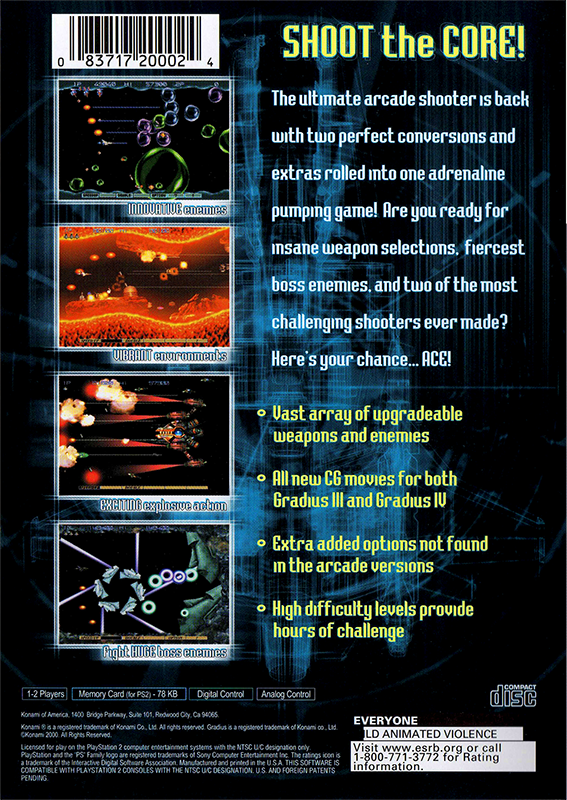 SHOOT the CORE!
0 83717 20002 4
The ultimate arcade shooter is back
with two perfect conversions and
extras rolled into one adrenaline
pumping game! Are you ready for
insane weapon selections, fiercest
boss enemies, and two of the most
challenging shooters ever made?
Here's your chance... ACE!
INNOVATIVE enemies
VIBRANT environments
EXCITING explosive action
Fight HUGE boss enemies
Vast array of upgradeable
weapons and enemies
All new CG movies for both
Gradius III and Gradius IV
Extra added options not found
in the arcade versions
High difficulty levels provide
hours of challenge
1-2 Players
Memory Card (for PS2) - 78 KB
Digital Control
Analog Control
COMPACT
disc
Konami of America, 1400 Bridge Parkway, Suite 101, Redwood City, CA 94065.
Konami ® is a registered trademark of Konami Co., Ltd. All rights reserved. Gradius is a registered trademark of Konami co., Ltd.
©Konami 2000. All Rights Reserved.
Licensed for play on the PlayStation 2 computer entertainment systems with the NTSC U/C designation only.
PlayStation and the "PS" Family logo are registered trademarks of Sony Computer Entertainment Inc. The ratings icon is
a trademark of the Interactive Digital Software Association. Manufactured and printed in the U.S.A. THIS SOFTWARE IS
COMPATIBLE WITH PLAYSTATION 2 CONSOLES WITH THE NTSC U/C DESIGNATION. U.S. AND FOREIGN PATENTS
PENDING.
EVERYONE
LD ANIMATED VIOLENCE
Visit www.esrb.org or call
1-800-771-3772 for Rating
information.